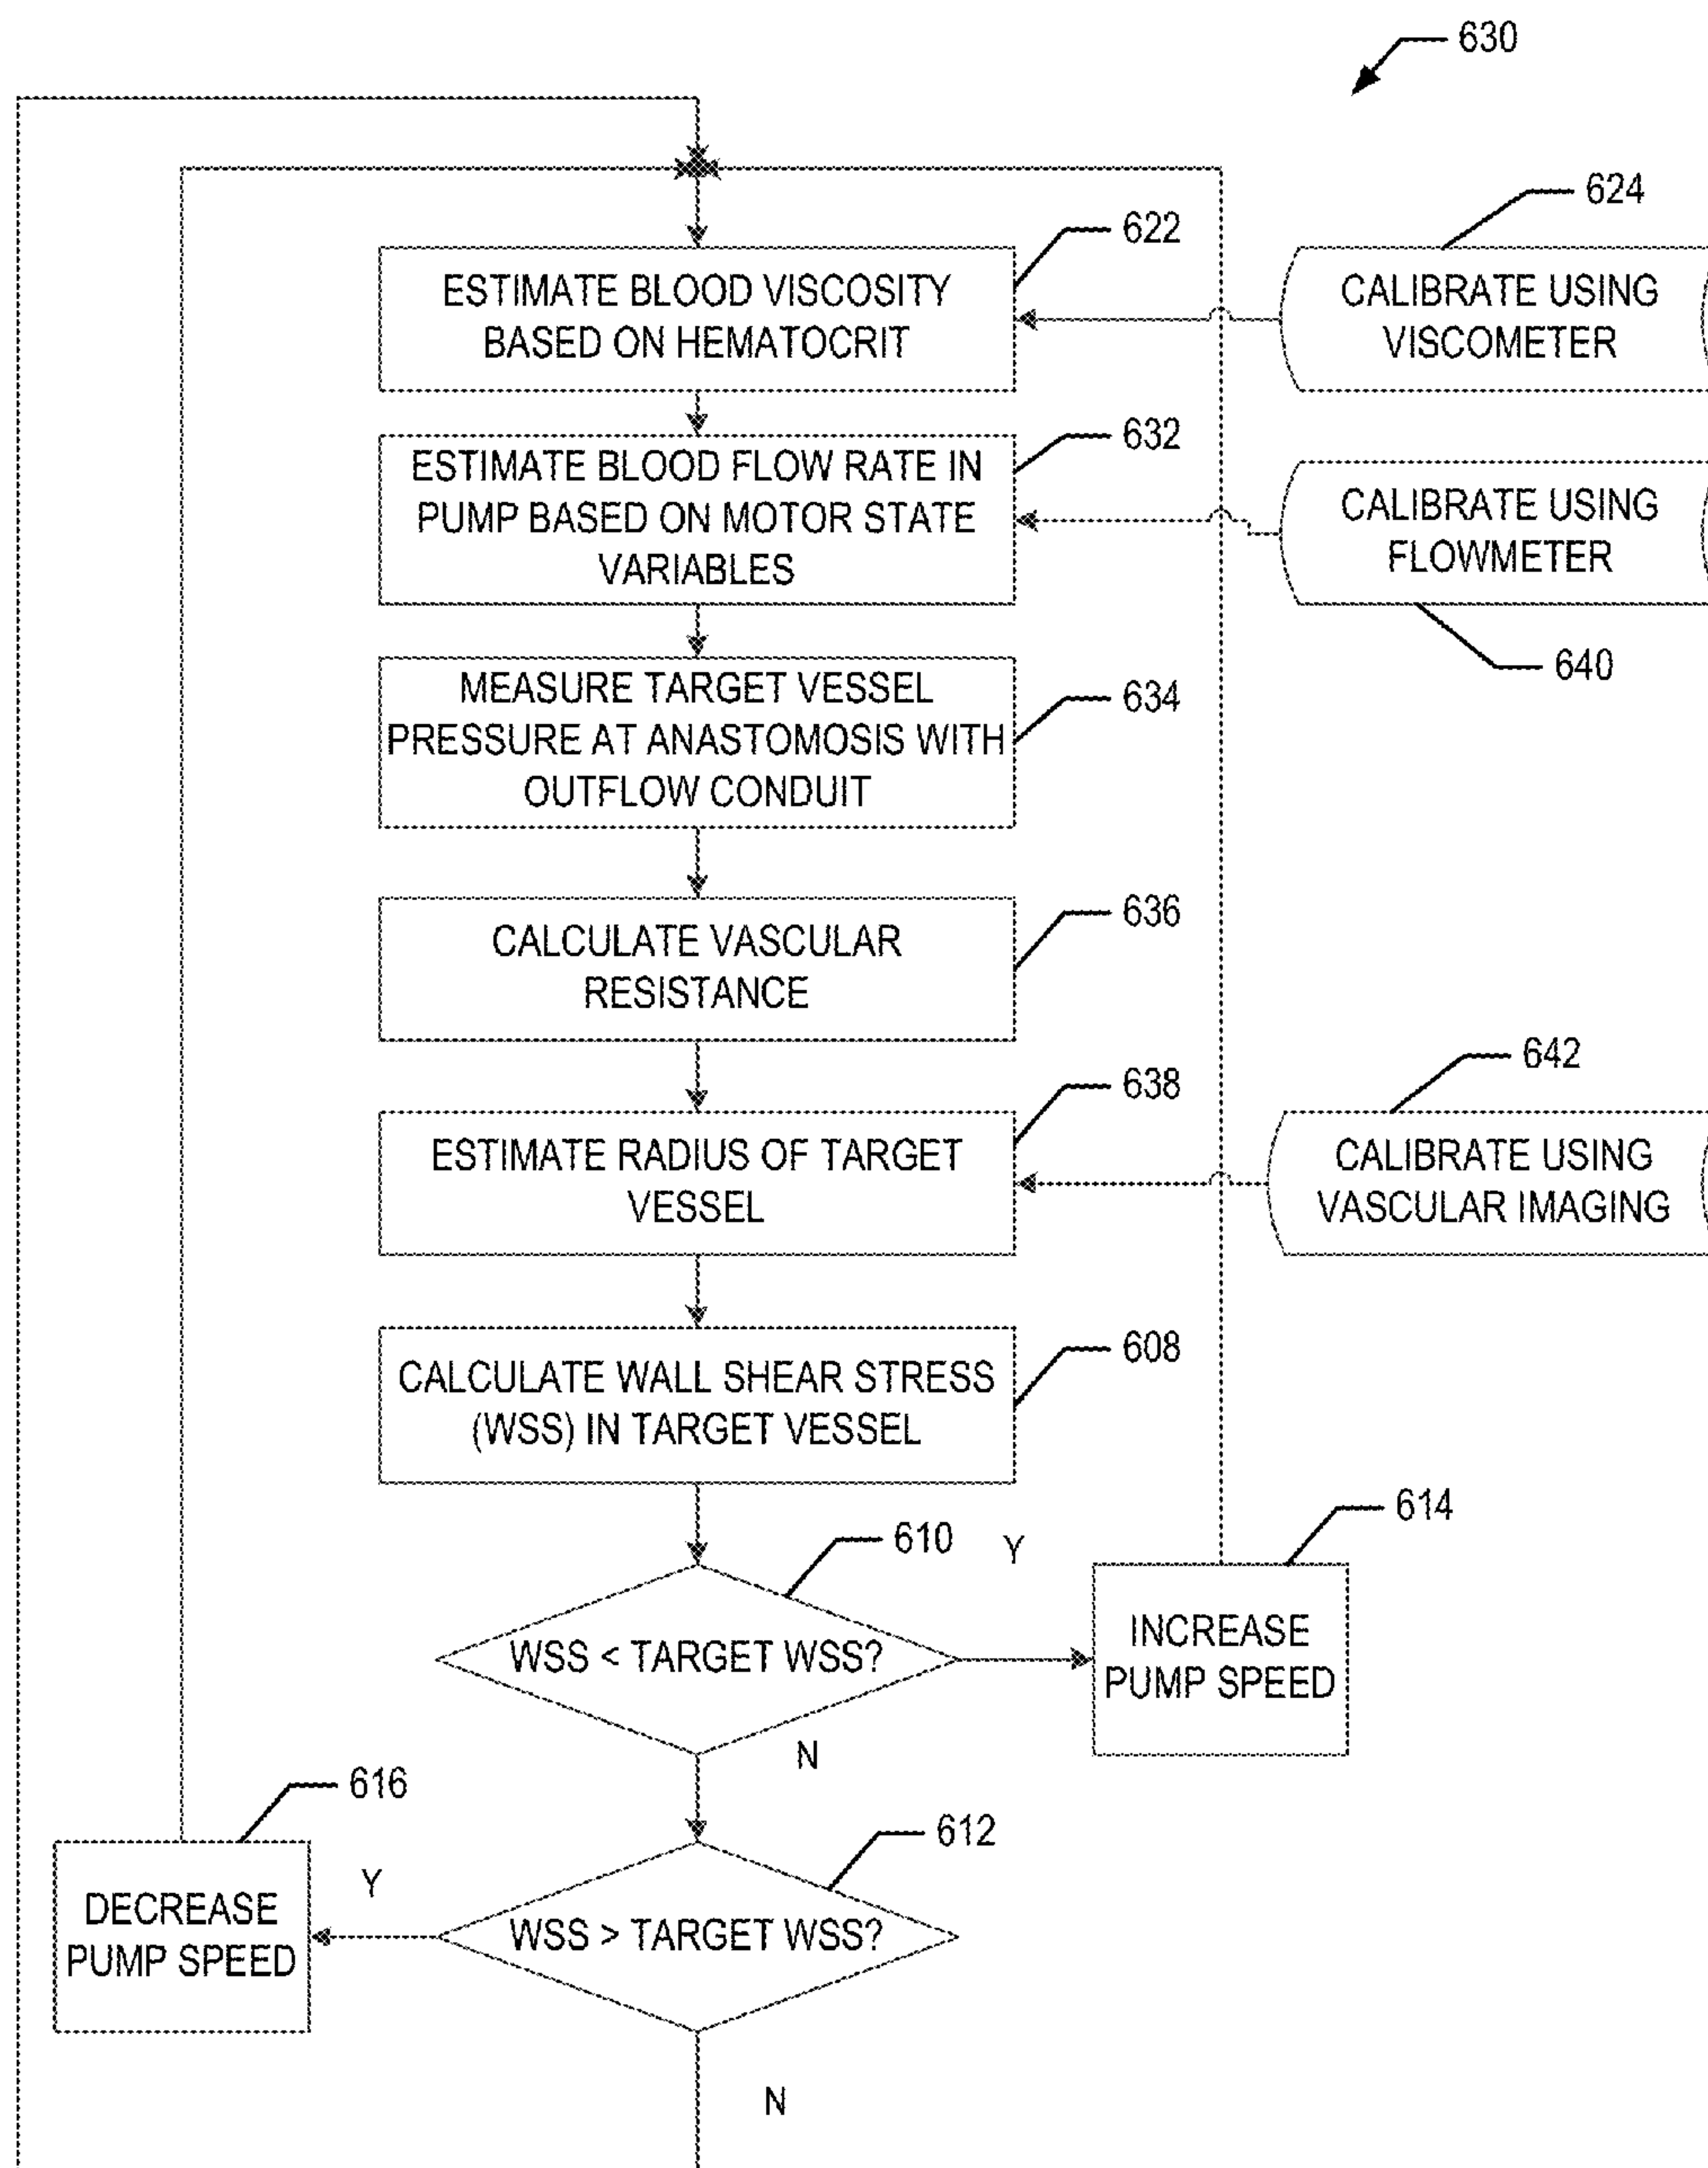 630
624
622
ESTIMATE BLOOD VISCOSITY
BASED ON HEMATOCRIT
CALIBRATE USING
VISCOMETER
632
ESTIMATE BLOOD FLOW RATE IN
PUMP BASED ON MOTOR STATE
VARIABLES
CALIBRATE USING
FLOWMETER
640
634
MEASURE TARGET VESSEL
PRESSURE AT ANASTOMOSIS WITH
OUTFLOW CONDUIT
636
CALCULATE VASCULAR
RESISTANCE
638
642
ESTIMATE RADIUS OF TARGET
VESSEL
CALIBRATE USING
VASCULAR IMAGING
608
CALCULATE WALL SHEAR STRESS
(WSS) IN TARGET VESSEL
610
Y
614
WSS < TARGET WSS?
INCREASE
PUMP SPEED
N
616
612
Y
DECREASE
PUMP SPEED
WSS > TARGET WSS?
N